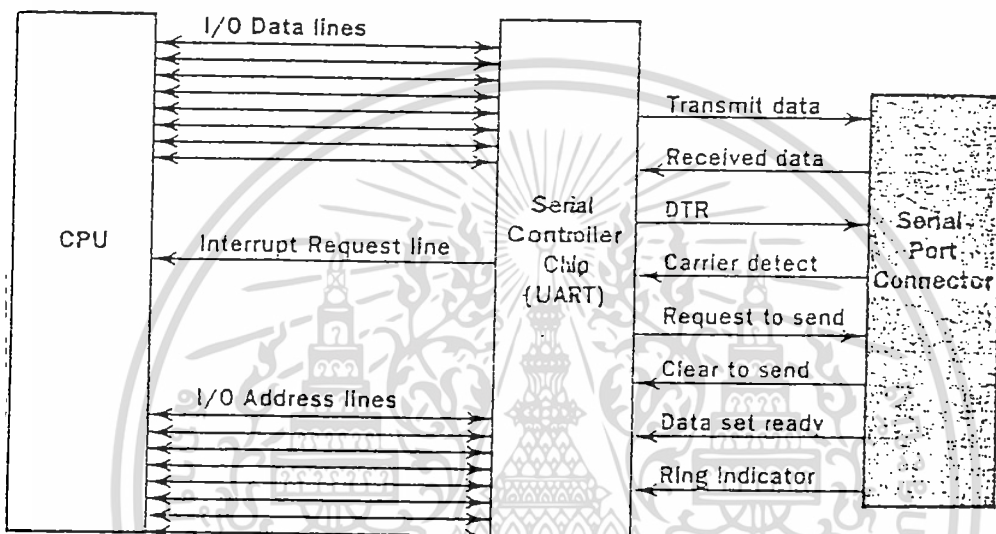 I/O Data lines
CPU
Interrupt Request line
I/O Address lines
Serial
Controller
Chip
(UART)
Transmit data
Received data
DTR
Carrier detect
Request to send
Clear to send
Data set ready
Ring Indicator
Serial
Port
Connector